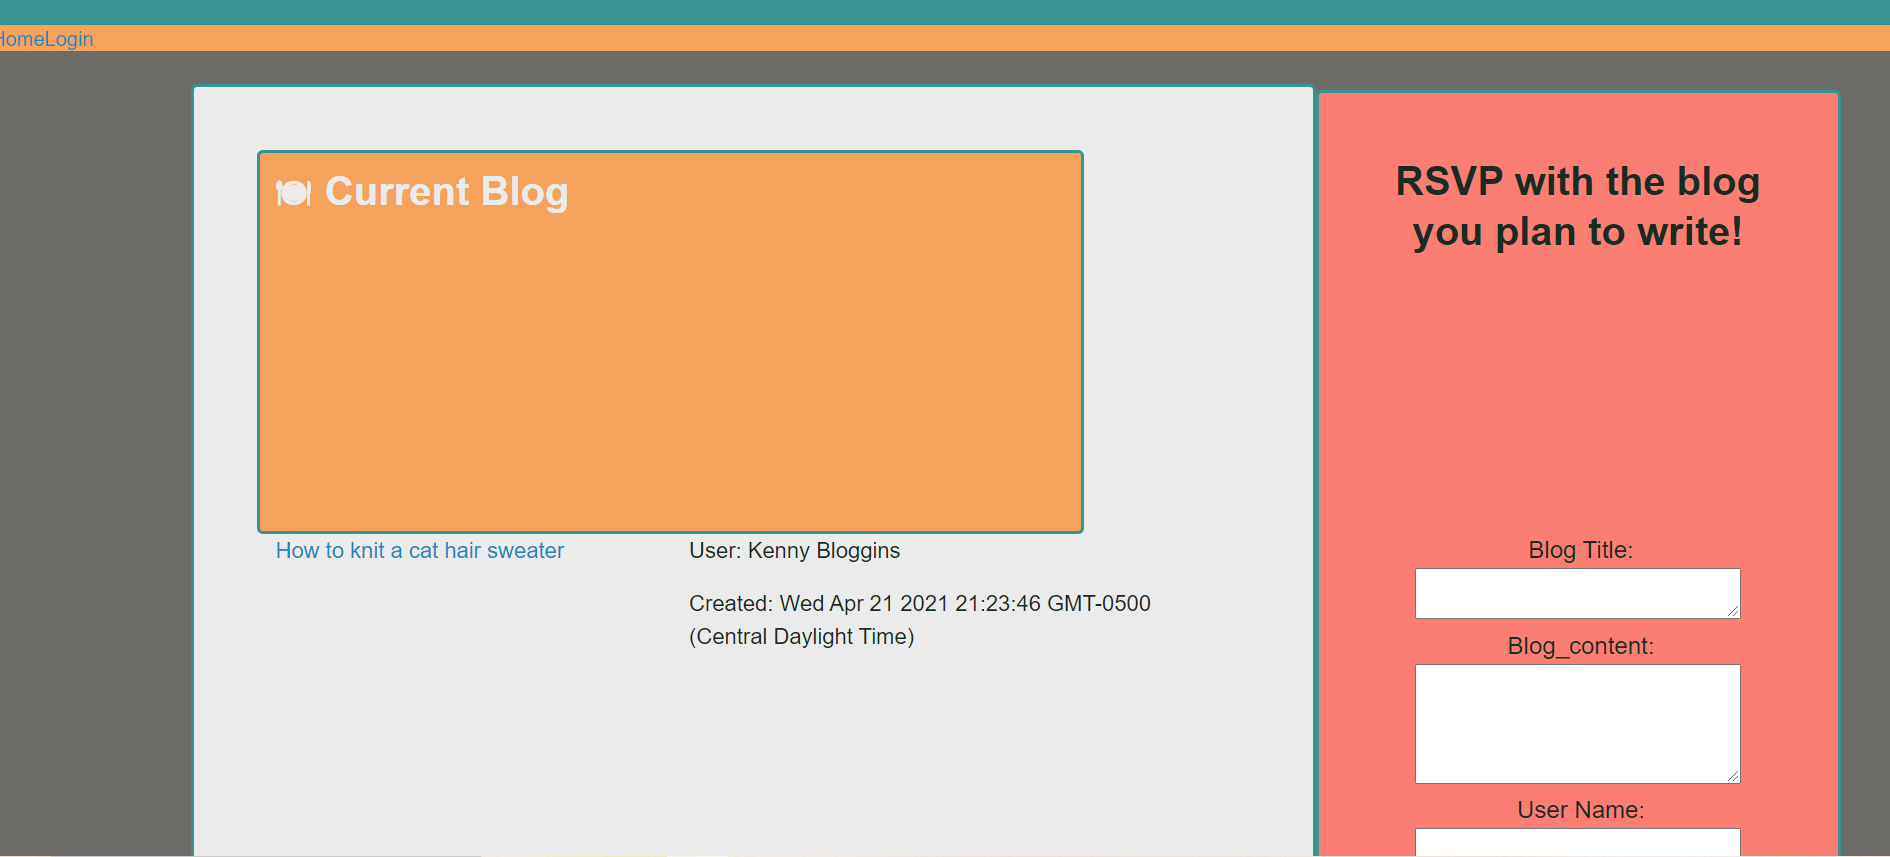 HomeLogin
🍽 Current Blog
How to knit a cat hair sweater
User: Kenny Bloggins
Created: Wed Apr 21 2021 21:23:46 GMT-0500
(Central Daylight Time)
RSVP with the blog
you plan to write!
Blog Title:
Blog_content:
User Name: